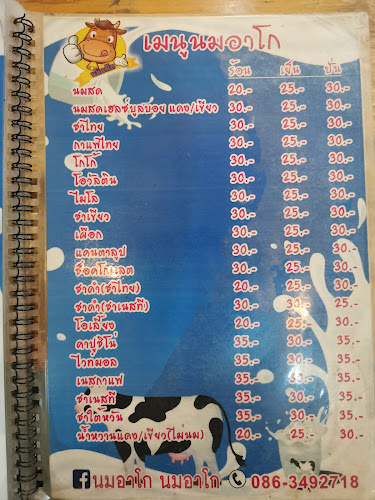 เมนูนมอาโก
ร้อน เย็น ปั่น
นมสด 20.- 25.- 30.-
นมสดเฮลซ์บลูบอย แดง/เขียว 30.- 25.- 30.-
ชาไทย 30.- 25.- 30.-
กาแฟไทย 30.- 25.- 30.-
โกโก้ 30.- 25.- 30.-
โอวัลติน 30.- 25.- 30.-
ไมโล 30.- 25.- 30.-
ชาเขียว 30.- 25.- 30.-
เผือก 30.- 25.- 30.-
แคนตาลูป 30.- 25.- 30.-
ช็อคโกแลต 30.- 25.- 30.-
ชาดำ(ชาไทย) 20.- 25.- 30.-
ชาดำ(ชาเนสที) 30.- 25.- 30.-
โอเลี้ยง 20.- 25.- 30.-
คาปูชิโน่ 35.- 30.- 35.-
ไวท์มอล 35.- 30.- 35.-
เนสกาแฟ 35.- 30.- 35.-
ชาเนสที 35.- 30.- 35.-
ชาใต้หวัน 35.- 30.- 35.-
น้ำหวานแดง/เขียว(ไม่นม) 20.- 25.- 30.-
นมอาโก นมอาโก 086-3492718